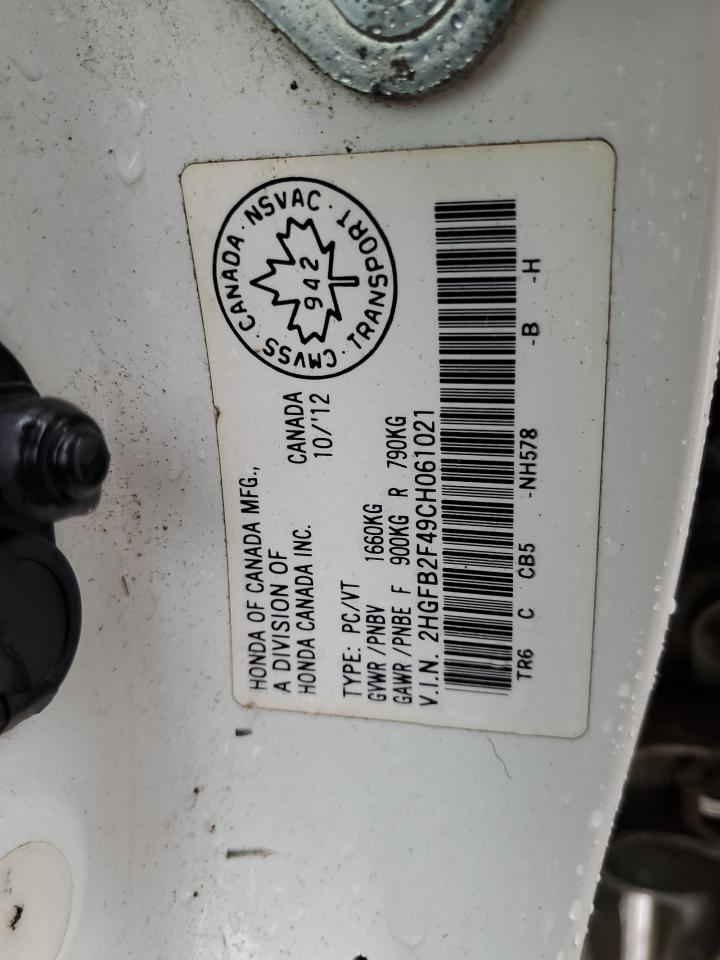 HONDA OF CANADA MFG.,
A DIVISION OF
HONDA CANADA INC.
CANADA
10/'12
CANADA · NSVAC · TRANSPORT · CMVSS ·
942
TYPE: PC/VT
GVWR/PNBV 1660KG
GAWR/PNBE F 900KG R 790KG
V.I.N. 2HGFB2F49CH061021
TR6 C CB5 -NH578 -B -H